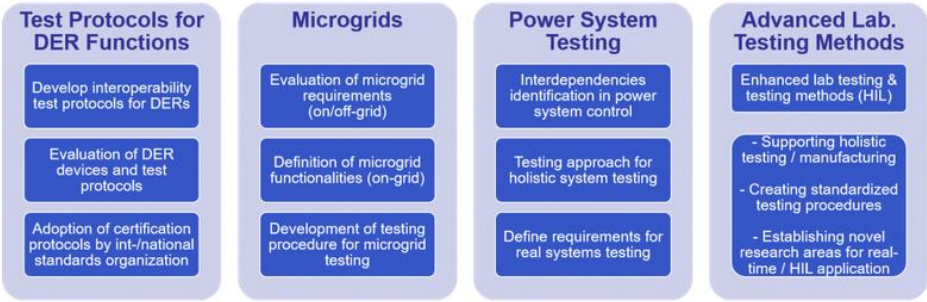 Test Protocols for
DER Functions
Develop interoperability
test protocols for DERs
Evaluation of DER
devices and test
protocols
Adoption of certification
protocols by int-/national
standards organization
Microgrids
Evaluation of microgrid
requirements
(on/off-grid)
Definition of microgrid
functionalities (on-grid)
Development of testing
procedure for microgrid
testing
Power System
Testing
Interdependencies
identification in power
system control
Testing approach for
holistic system testing
Define requirements for
real systems testing
Advanced Lab.
Testing Methods
Enhanced lab testing &
testing methods (HIL)
- Supporting holistic
testing / manufacturing
- Creating standardized
testing procedures
- Establishing novel
research areas for real-
time / HIL application